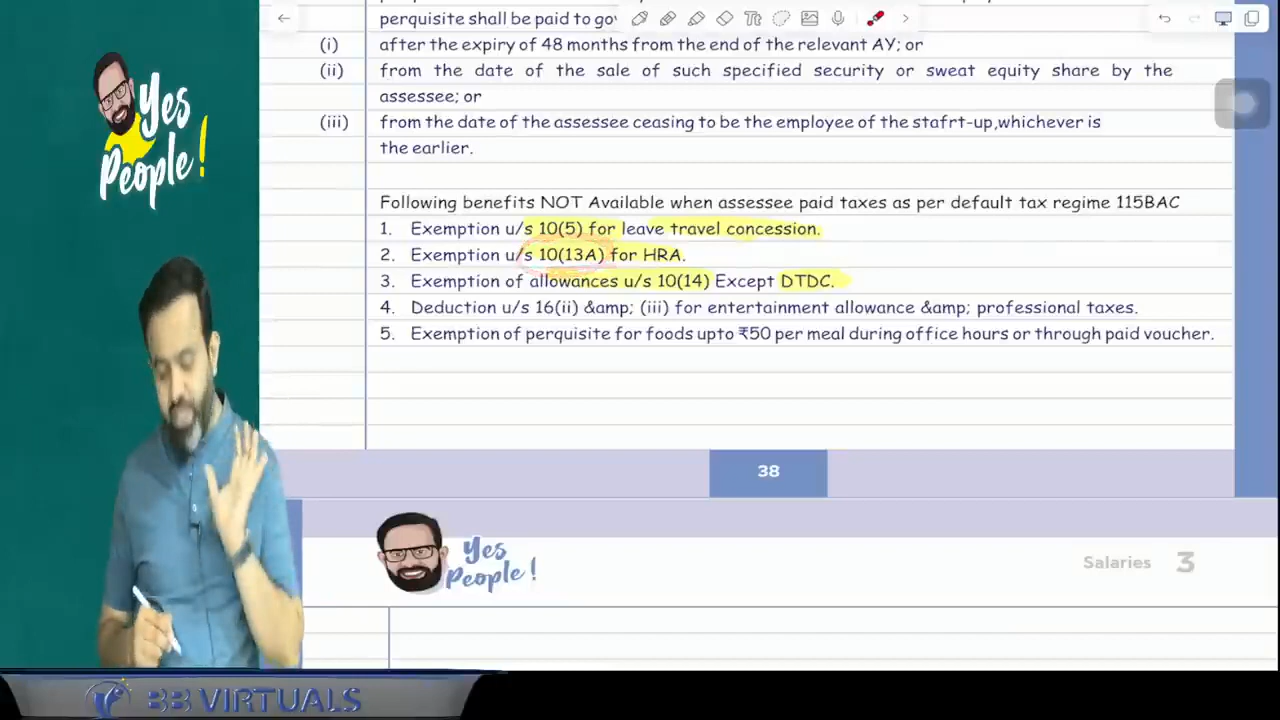 perquisite shall be paid to gov
(i) after the expiry of 48 months from the end of the relevant AY; or
(ii) from the date of the sale of such specified security or sweat equity share by the
assessee; or
(iii) from the date of the assessee ceasing to be the employee of the stafrt-up,whichever is
the earlier.
Yes
People!
Following benefits NOT Available when assessee paid taxes as per default tax regime 115BAC
1. Exemption u/s 10(5) for leave travel concession.
2. Exemption u/s 10(13A) for HRA.
3. Exemption of allowances u/s 10(14) Except DTDC.
4. Deduction u/s 16(ii) &amp; (iii) for entertainment allowance &amp; professional taxes.
5. Exemption of perquisite for foods upto ₹50 per meal during office hours or through paid voucher.
38
Yes
People!
Salaries 3
BB VIRTUALS